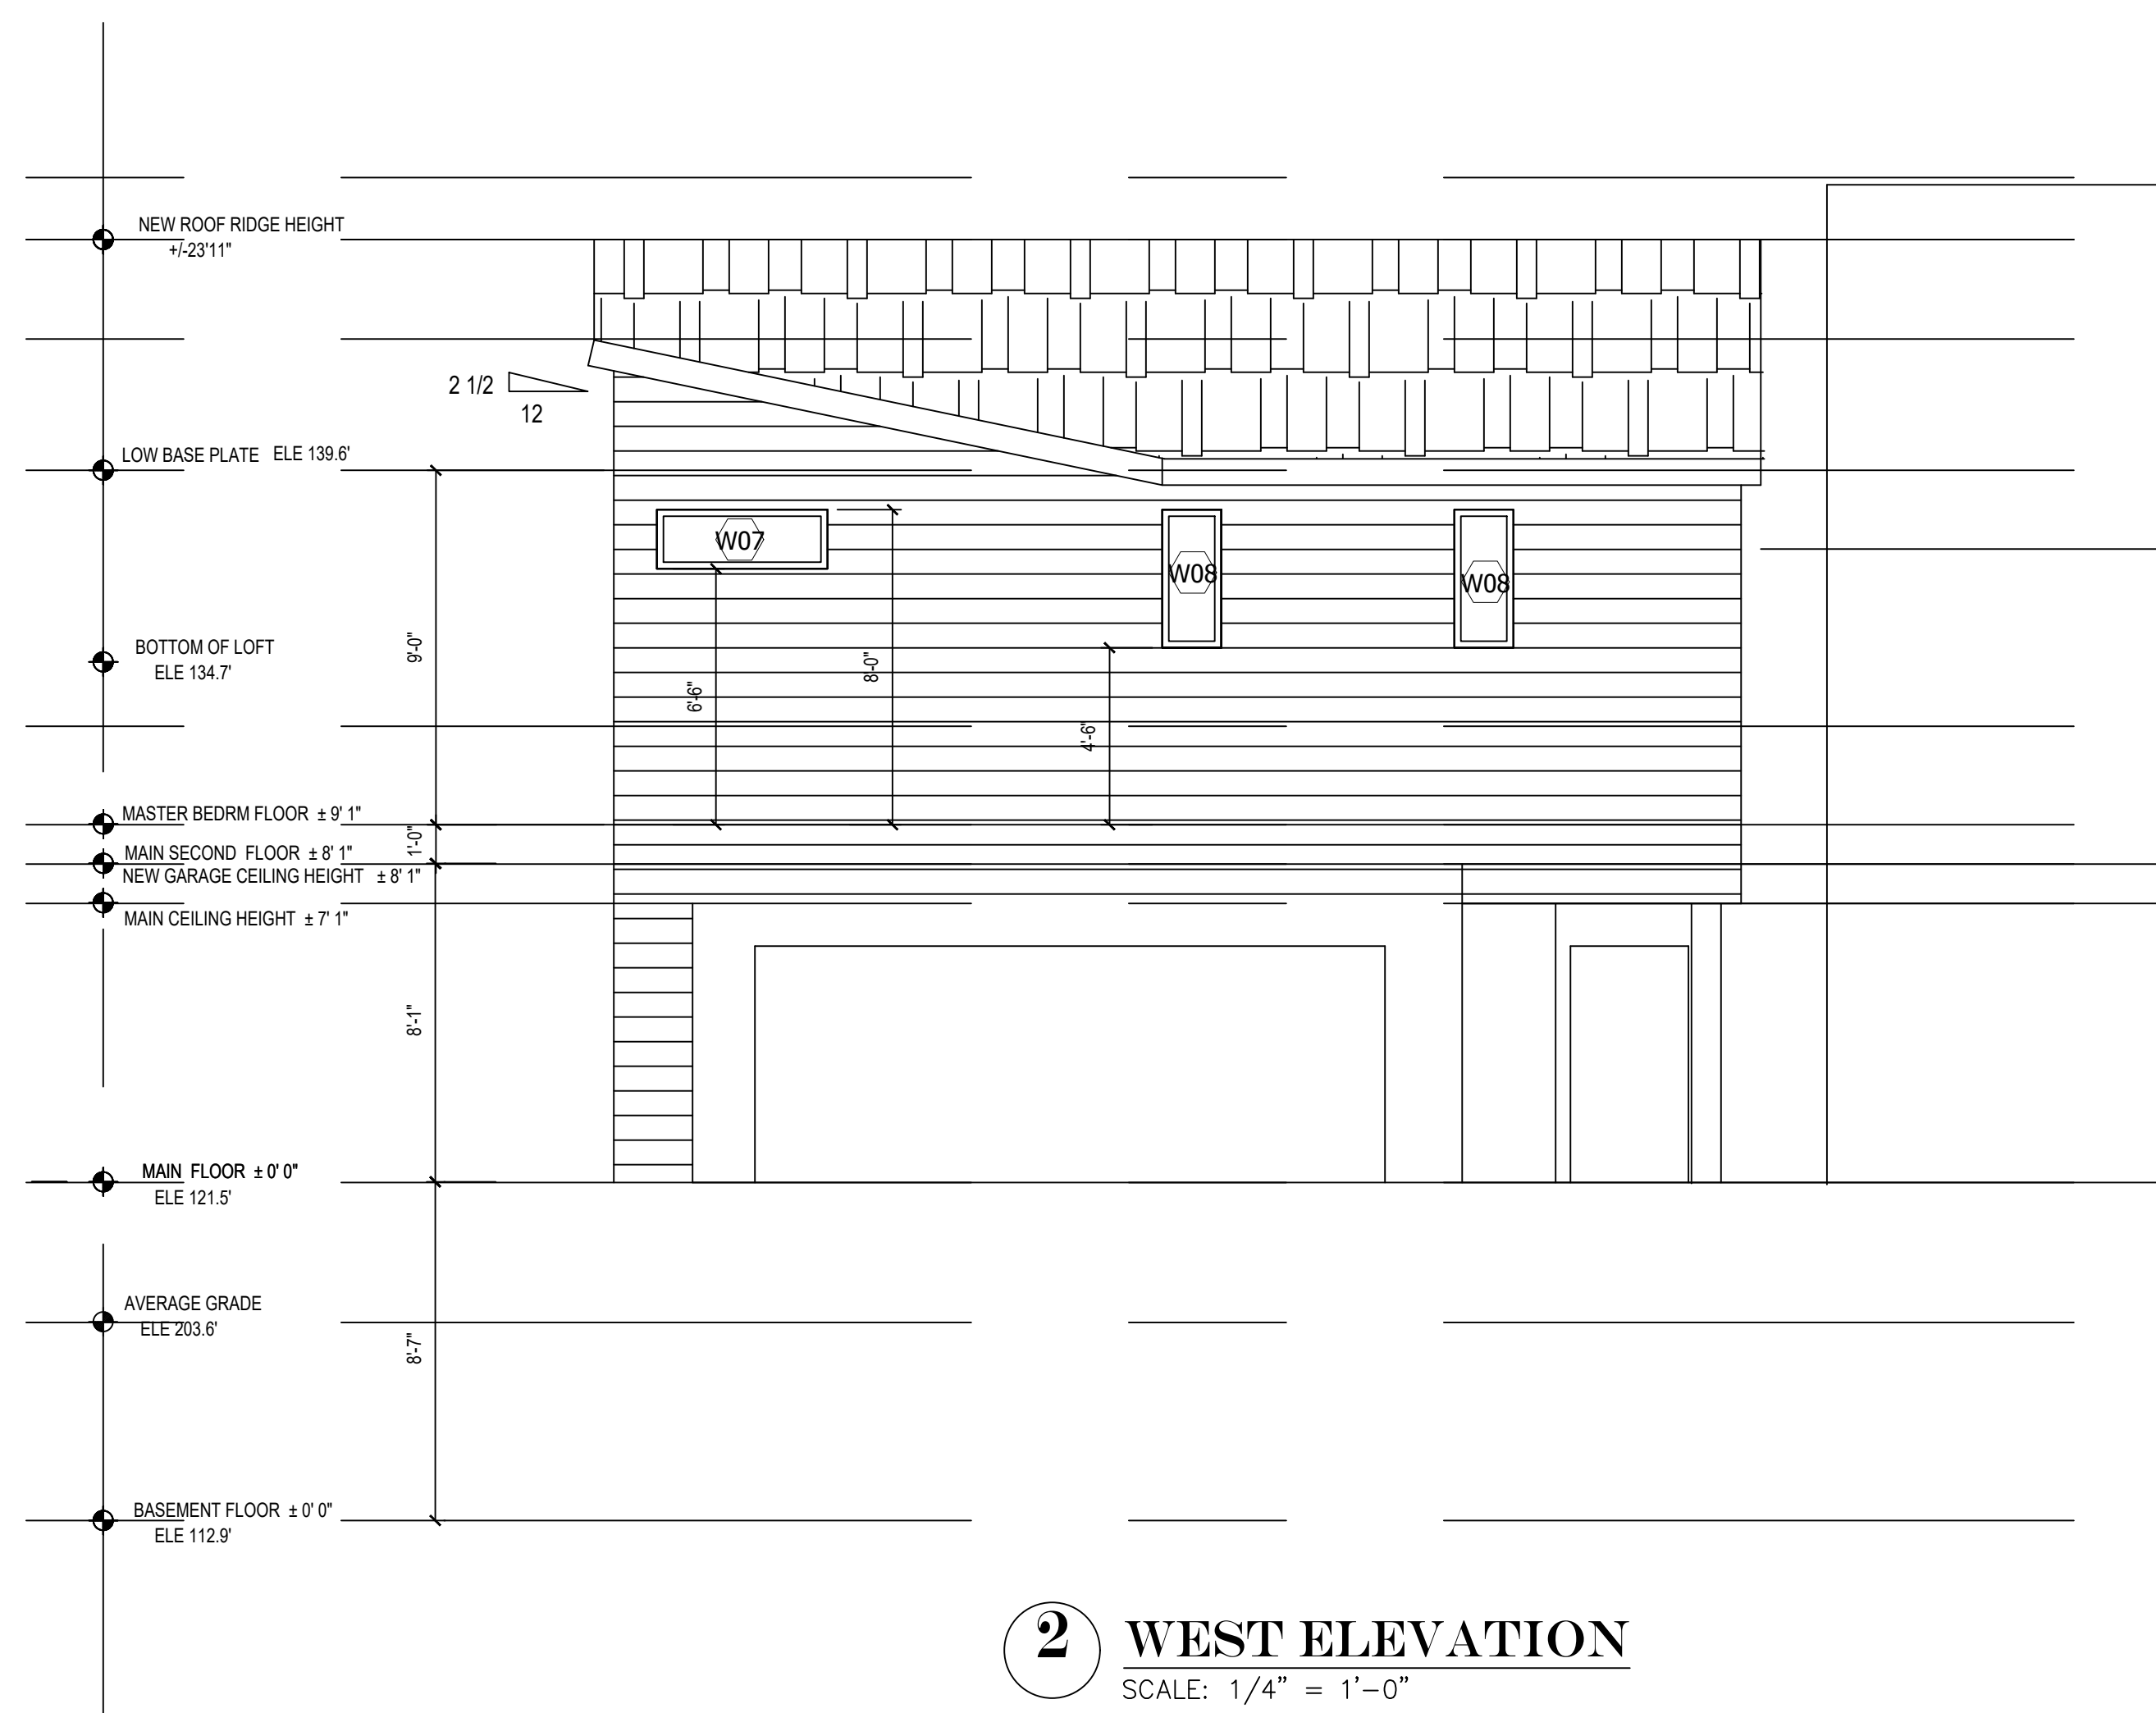 NEW ROOF RIDGE HEIGHT
+/-23'11"
2 1/2
12
LOW BASE PLATE ELE 139.6'
W07
W08
W08
BOTTOM OF LOFT
ELE 134.7'
9'-0"
6'-6"
8'-0"
4'-6"
MASTER BEDRM FLOOR ± 9' 1"
1'-0"
MAIN SECOND FLOOR ± 8' 1"
NEW GARAGE CEILING HEIGHT ± 8' 1"
MAIN CEILING HEIGHT ± 7' 1"
8'-1"
MAIN FLOOR ± 0' 0"
ELE 121.5'
AVERAGE GRADE
ELE 203.6'
8'-7"
BASEMENT FLOOR ± 0' 0"
ELE 112.9'
2 WEST ELEVATION
SCALE: 1/4" = 1'-0"